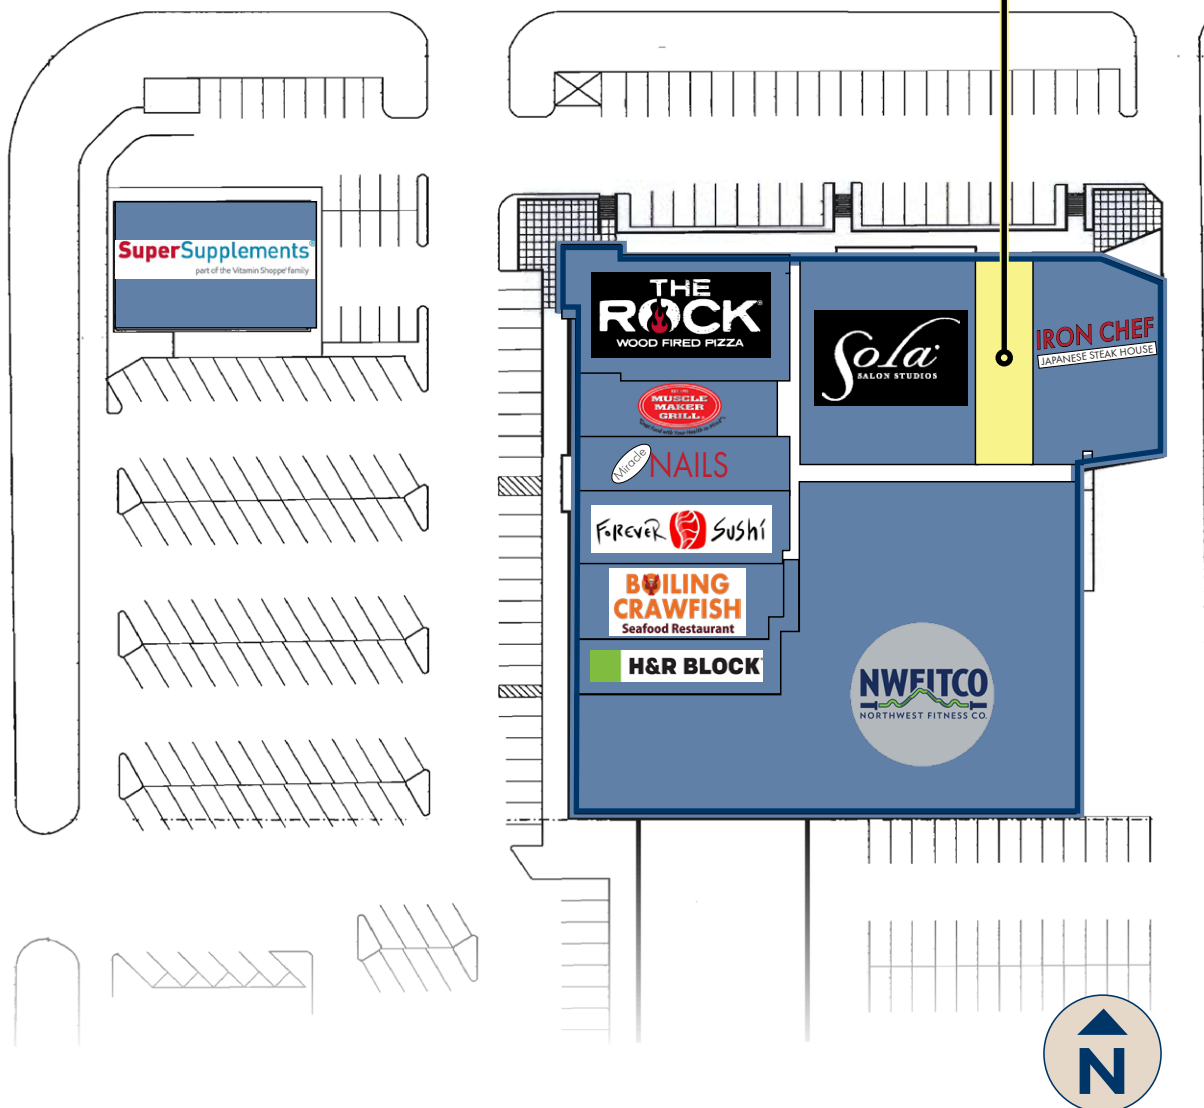 SuperSupplements®
part of the Vitamin Shoppe® family
THE
ROCK®
WOOD FIRED PIZZA
MUSCLE
MAKER
GRILL
Miracle NAILS
FOREVER SUSHI
BOILING
CRAWFISH
Seafood Restaurant
H&R BLOCK
Sola
SALON STUDIOS
IRON CHEF
JAPANESE STEAK HOUSE
NWFITCO
NORTHWEST FITNESS CO.
N